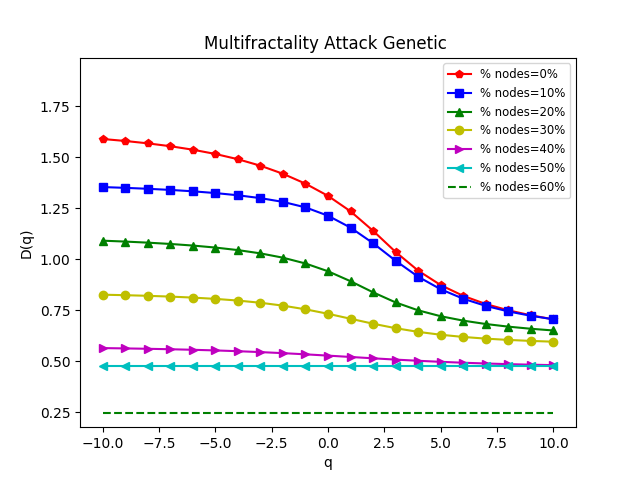 Multifractality Attack Genetic
% nodes=0%
% nodes=10%
% nodes=20%
% nodes=30%
% nodes=40%
% nodes=50%
% nodes=60%
D(q)
1.75
1.50
1.25
1.00
0.75
0.50
0.25
−10.0 −7.5 −5.0 −2.5 0.0 2.5 5.0 7.5 10.0
q